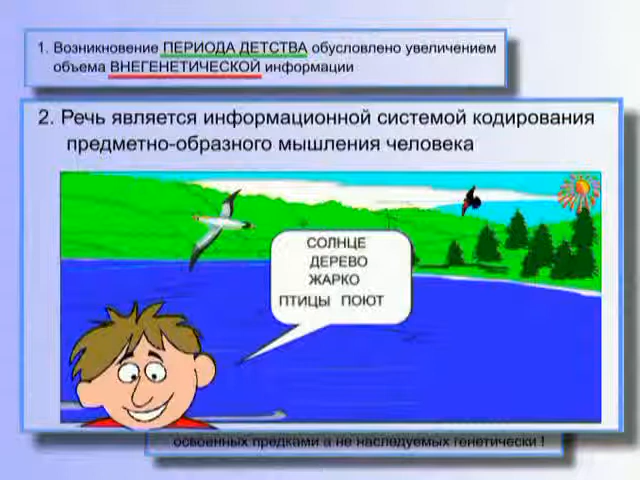 1. Возникновение ПЕРИОДА ДЕТСТВА обусловлено увеличением
объема ВНЕГЕНЕТИЧЕСКОЙ информации
2. Речь является информационной системой кодирования
предметно-образного мышления человека
СОЛНЦЕ
ДЕРЕВО
ЖАРКО
ПТИЦЫ ПОЮТ
освоенных предками а не наследуемых генетически !